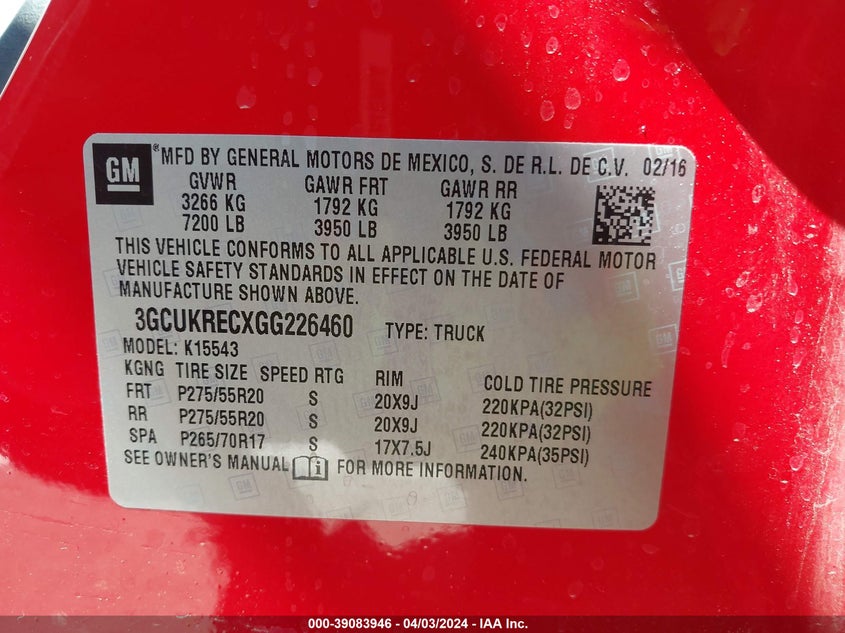 GM ® MFD BY GENERAL MOTORS DE MEXICO, S. DE R.L. DE C.V. 02/16
GVWR GAWR FRT GAWR RR
3266 KG 1792 KG 1792 KG
7200 LB 3950 LB 3950 LB
THIS VEHICLE CONFORMS TO ALL APPLICABLE U.S. FEDERAL MOTOR
VEHICLE SAFETY STANDARDS IN EFFECT ON THE DATE OF
MANUFACTURE SHOWN ABOVE.
3GCUKRECXGG226460 TYPE: TRUCK
MODEL: K15543
KGNG TIRE SIZE SPEED RTG RIM COLD TIRE PRESSURE
FRT P275/55R20 S 20X9J 220KPA(32PSI)
RR P275/55R20 S 20X9J 220KPA(32PSI)
SPA P265/70R17 S 17X7.5J 240KPA(35PSI)
SEE OWNER'S MANUAL FOR MORE INFORMATION.
000-39083946 - 04/03/2024 - IAA Inc.